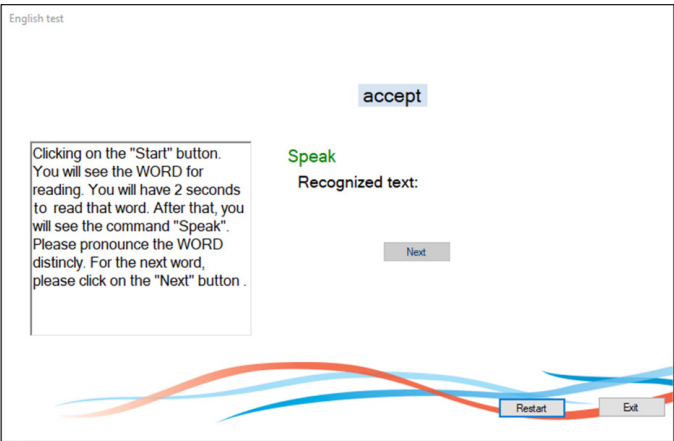 English test
accept
Clicking on the "Start" button.
You will see the WORD for
reading. You will have 2 seconds
to read that word. After that, you
will see the command "Speak".
Please pronounce the WORD
distincly. For the next word,
please click on the "Next" button .
Speak
Recognized text:
Next
Restart
Exit